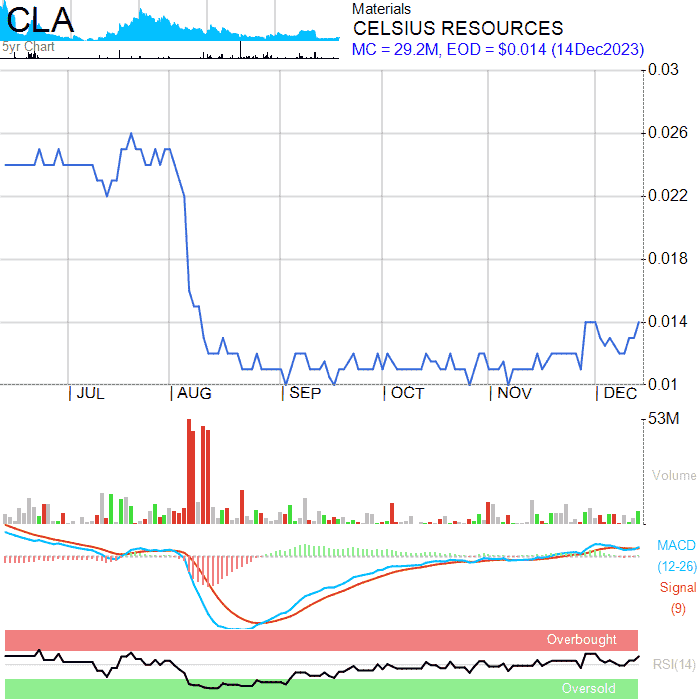 CLA
5yr Chart
Materials
CELSIUS RESOURCES
MC = 29.2M, EOD = $0.014 (14Dec2023)
0.03
0.026
0.022
0.018
0.014
0.01
JUL AUG SEP OCT NOV DEC
53M
Volume
MACD
(12-26)
Signal
(9)
Overbought
RSI(14)
Oversold